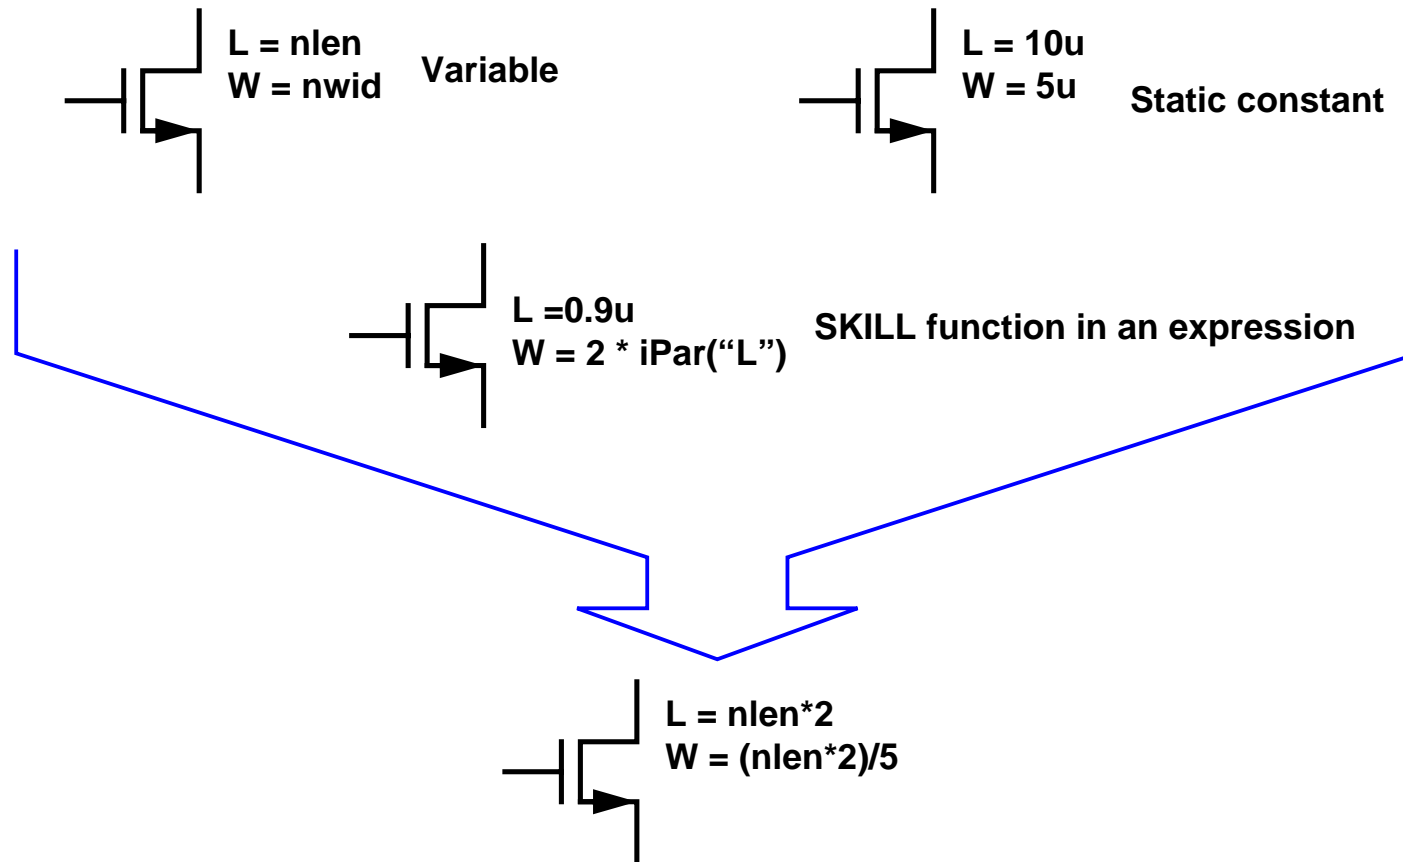 L = nlen
W = nwid
Variable
L = 10u
W = 5u
Static constant
L =0.9u
W = 2 * iPar(“L”)
SKILL function in an expression
L = nlen*2
W = (nlen*2)/5